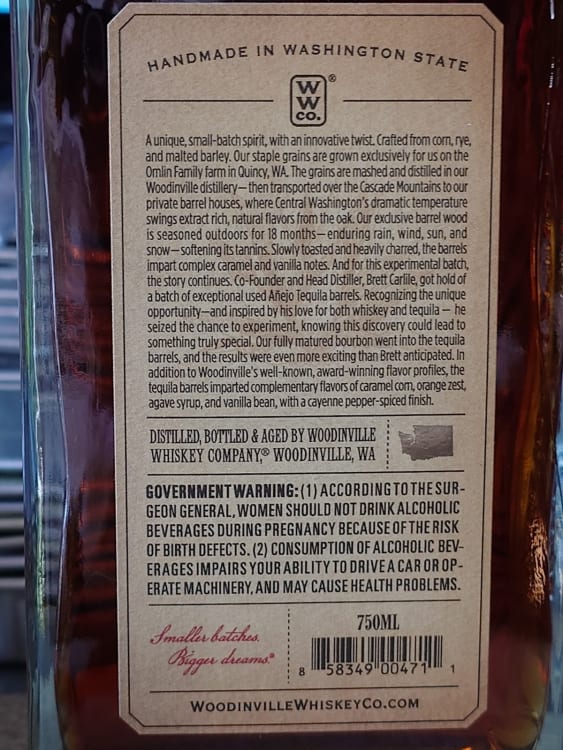 HANDMADE IN WASHINGTON STATE
W ®
W
CO.
A unique, small-batch spirit, with an innovative twist. Crafted from corn, rye,
and malted barley. Our staple grains are grown exclusively for us on the
Omlin Family farm in Quincy, WA. The grains are mashed and distilled in our
Woodinville distillery—then transported over the Cascade Mountains to our
private barrel houses, where Central Washington's dramatic temperature
swings extract rich, natural flavors from the oak. Our exclusive barrel wood
is seasoned outdoors for 18 months—enduring rain, wind, sun, and
snow—softening its tannins. Slowly toasted and heavily charred, the barrels
impart complex caramel and vanilla notes. And for this experimental batch,
the story continues. Co-Founder and Head Distiller, Brett Carlile, got hold of
a batch of exceptional used Añejo Tequila barrels. Recognizing the unique
opportunity—and inspired by his love for both whiskey and tequila — he
seized the chance to experiment, knowing this discovery could lead to
something truly special. Our fully matured bourbon went into the tequila
barrels, and the results were even more exciting than Brett anticipated. In
addition to Woodinville's well-known, award-winning flavor profiles, the
tequila barrels imparted complementary flavors of caramel corn, orange zest,
agave syrup, and vanilla bean, with a cayenne pepper-spiced finish.
DISTILLED, BOTTLED & AGED BY WOODINVILLE
WHISKEY COMPANY,® WOODINVILLE, WA
GOVERNMENT WARNING: (1) ACCORDING TO THE SUR-
GEON GENERAL, WOMEN SHOULD NOT DRINK ALCOHOLIC
BEVERAGES DURING PREGNANCY BECAUSE OF THE RISK
OF BIRTH DEFECTS. (2) CONSUMPTION OF ALCOHOLIC BEV-
ERAGES IMPAIRS YOUR ABILITY TO DRIVE A CAR OR OP-
ERATE MACHINERY, AND MAY CAUSE HEALTH PROBLEMS.
Smaller batches.
Bigger dreams.®
750ML
8 58349 00471 1
WOODINVILLEWHISKEYCO.COM